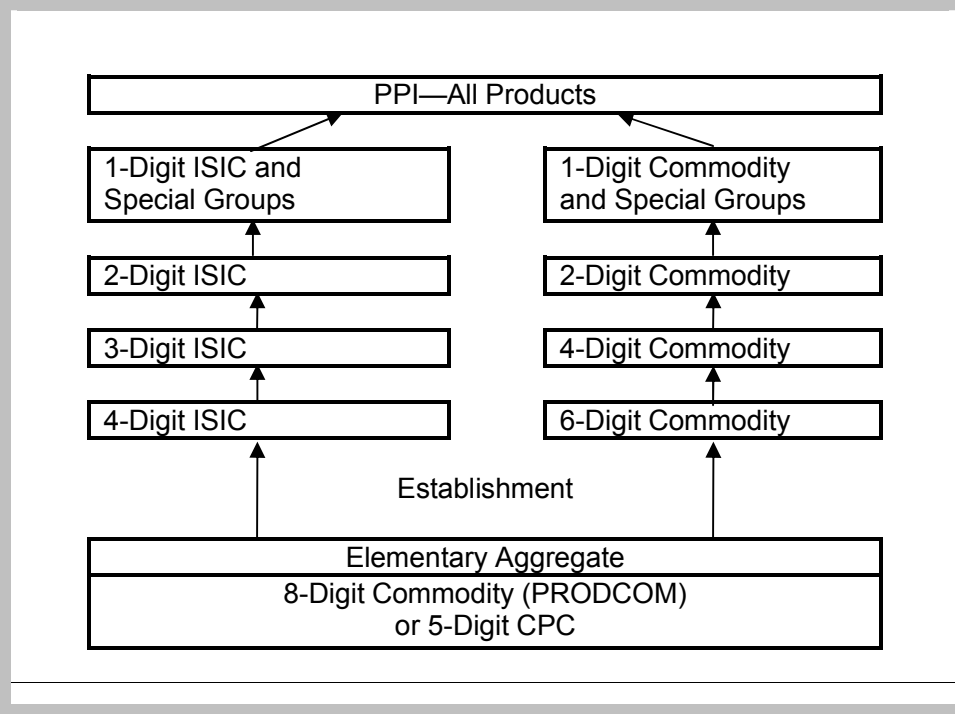 PPI—All Products
1-Digit ISIC and
Special Groups
1-Digit Commodity
and Special Groups
2-Digit ISIC
2-Digit Commodity
3-Digit ISIC
4-Digit Commodity
4-Digit ISIC
6-Digit Commodity
Establishment
Elementary Aggregate
8-Digit Commodity (PRODCOM)
or 5-Digit CPC